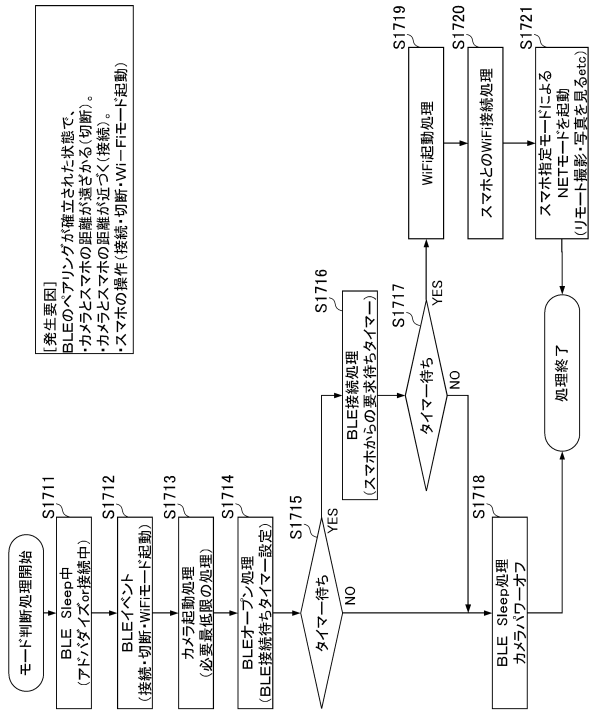 [発生要因]
BLEのペアリングが確立された状態で、
・カメラとスマホの距離が遠ざかる(切断)。
・カメラとスマホの距離が近づく(接続)。
・スマホの操作(接続・切断・Wi－Fiモード起動)
モード判断処理開始
S1711
BLE Sleep中
(アドバダイズor接続中)
S1712
BLEイベント
(接続・切断・WiFiモード起動)
S1713
カメラ起動処理
(必要最低限の処理)
S1714
BLEオープン処理
(BLE接続待ちタイマー設定)
S1715
タイマー待ち
YES
NO
S1716
BLE接続処理
(スマホからの要求待ちタイマー)
S1717
タイマー待ち
YES
NO
S1718
BLE Sleep処理
カメラパワーオフ
S1719
WiFi起動処理
S1720
スマホとのWiFi接続処理
S1721
スマホ指定モードによる
NETモードを起動
(リモート撮影・写真を見るetc)
処理終了